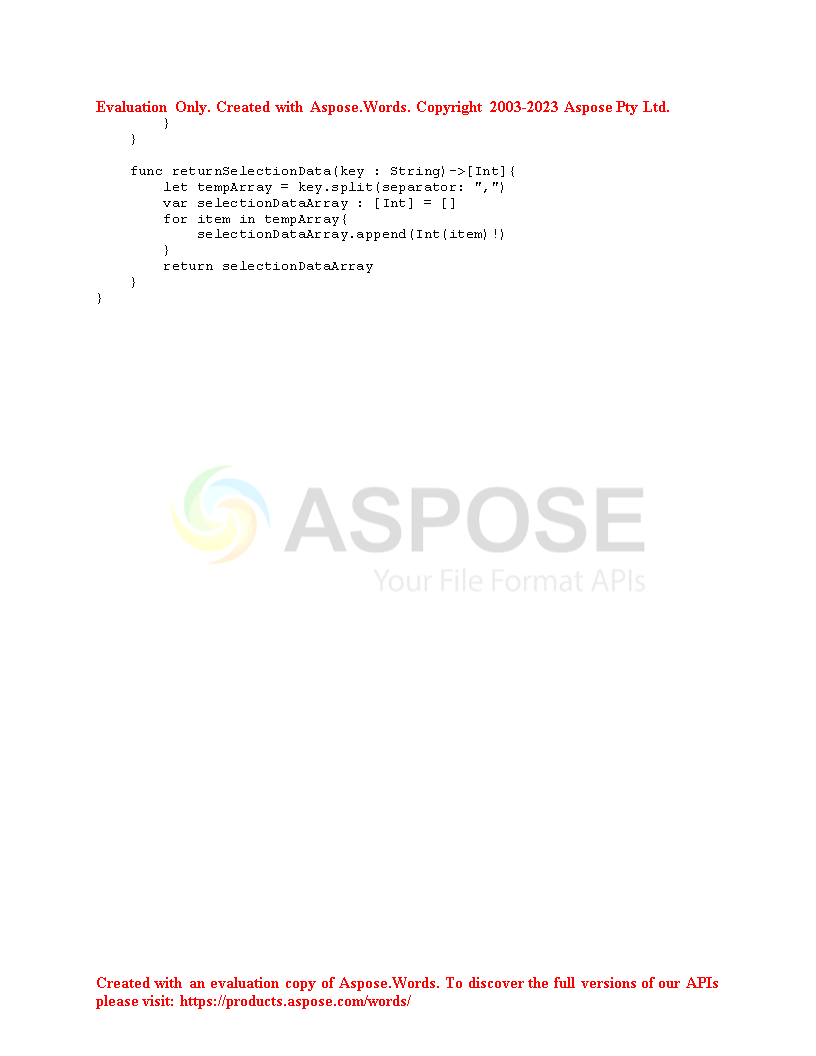 Evaluation Only. Created with Aspose.Words. Copyright 2003-2023 Aspose Pty Ltd.
        }
    }

    func returnSelectionData(key : String)->[Int]{
        let tempArray = key.split(separator: ",")
        var selectionDataArray : [Int] = []
        for item in tempArray{
            selectionDataArray.append(Int(item)!)
        }
        return selectionDataArray
    }
}
ASPOSE
Your File Format APIs
Created with an evaluation copy of Aspose.Words. To discover the full versions of our APIs
please visit: https://products.aspose.com/words/